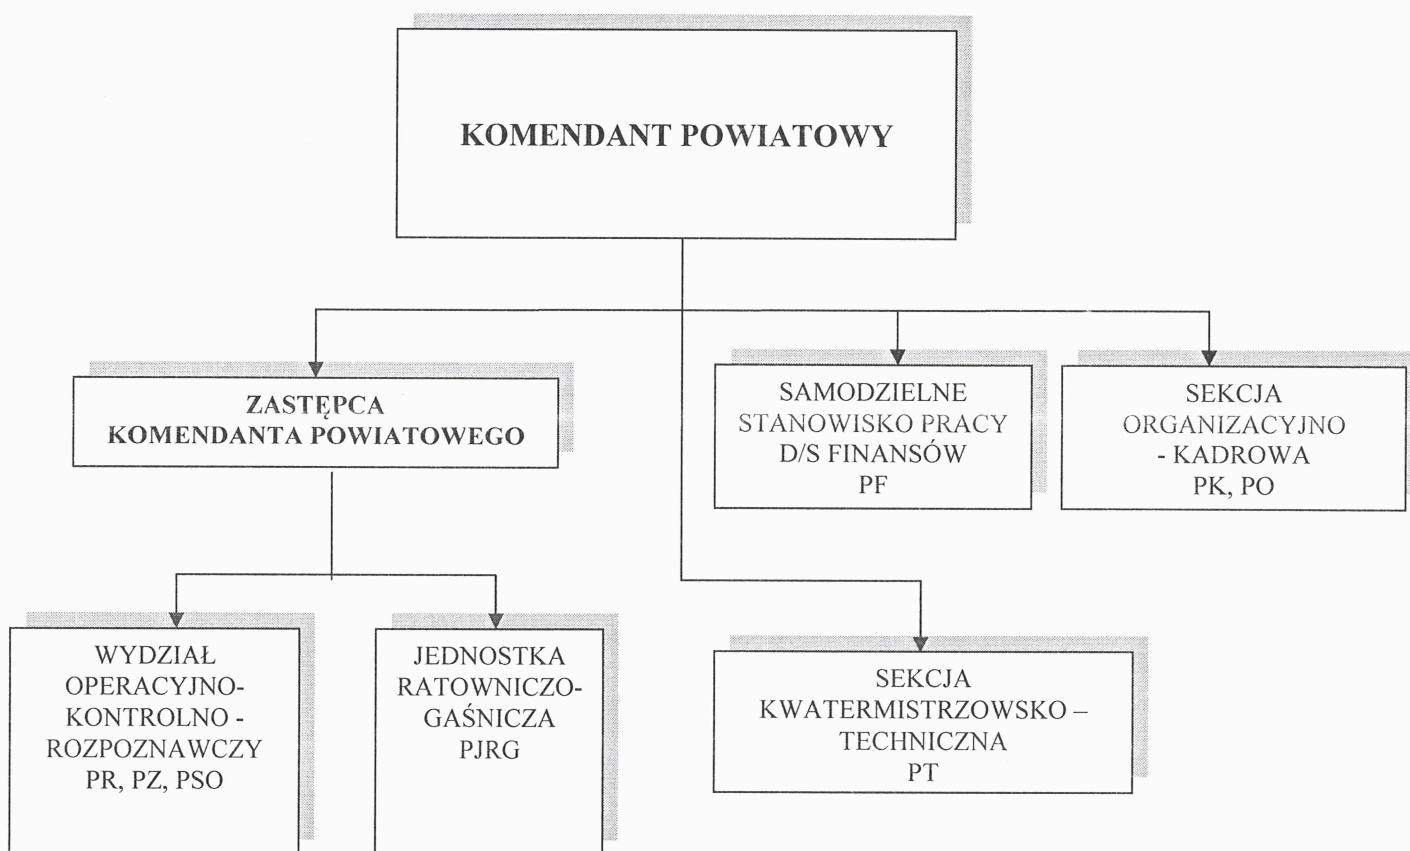 KOMENDANT POWIATOWY
ZASTĘPCA
KOMENDANTA POWIATOWEGO
SAMODZIELNE
STANOWISKO PRACY
D/S FINANSÓW
PF
SEKCJA
ORGANIZACYJNO
- KADROWA
PK, PO
WYDZIAŁ
OPERACYJNO-
KONTROLNO -
ROZPOZNAWCZY
PR, PZ, PSO
JEDNOSTKA
RATOWNICZO-
GAŚNICZA
PJRG
SEKCJA
KWATERMISTRZOWSKO –
TECHNICZNA
PT